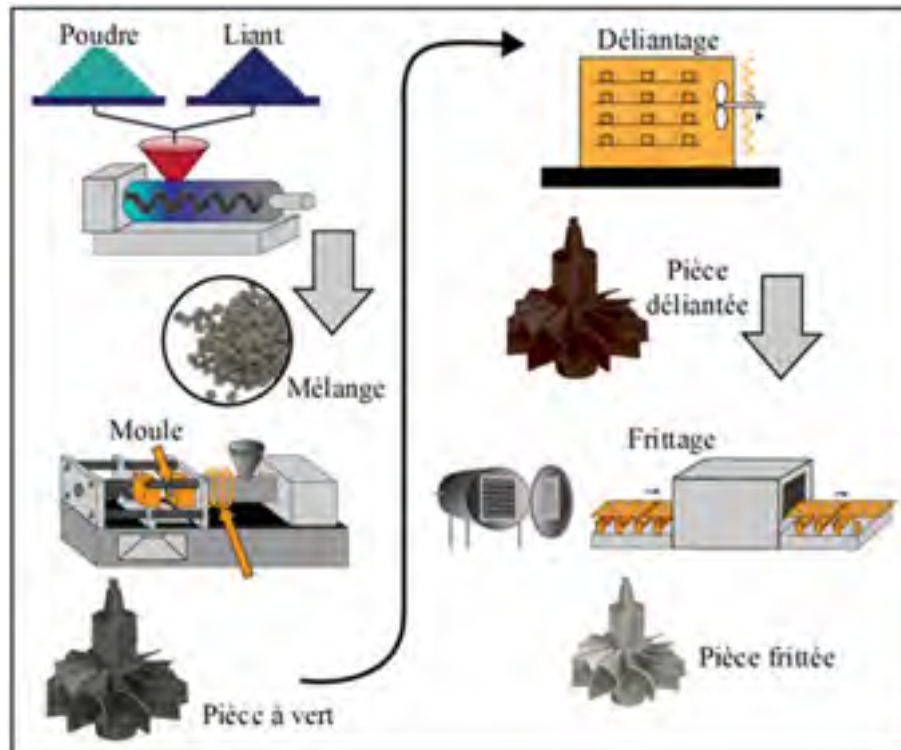 Poudre
Liant
Mélange
Moule
Pièce à vert
Déliantage
Pièce
déliantée
Frittage
Pièce frittée